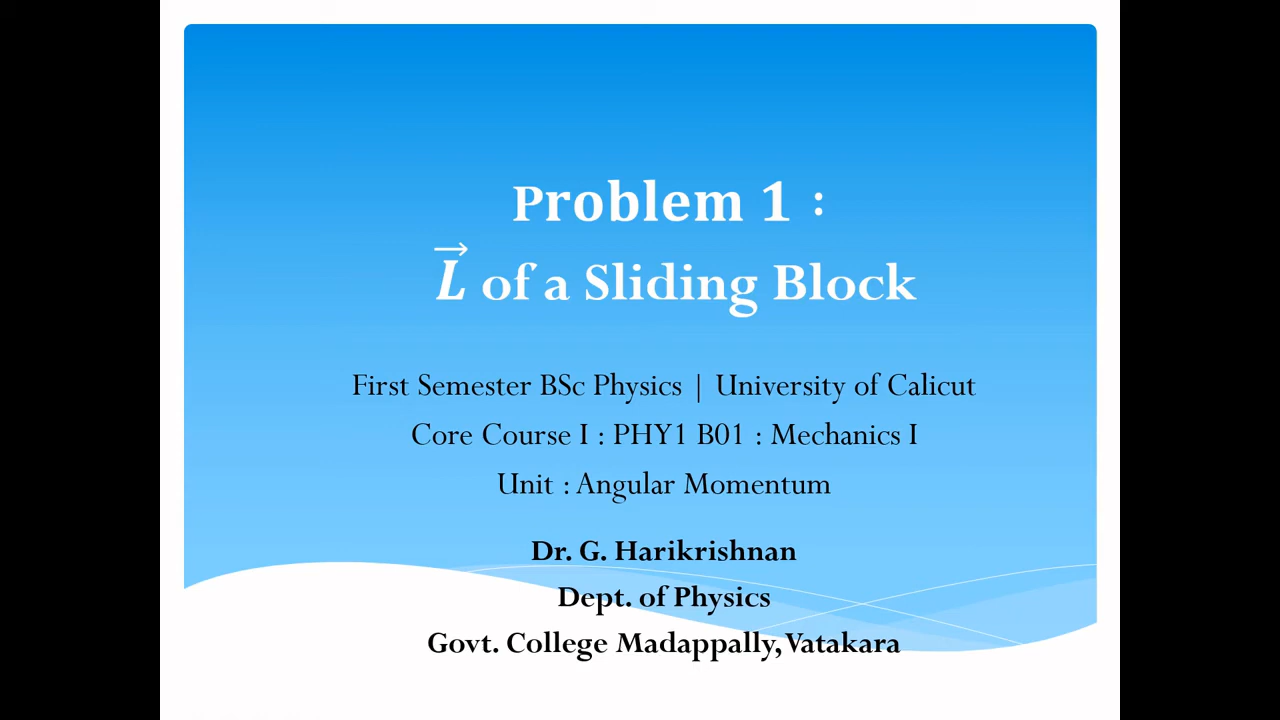 Problem 1 :
L⃗ of a Sliding Block
First Semester BSc Physics | University of Calicut
Core Course I : PHY1 B01 : Mechanics I
Unit : Angular Momentum
Dr. G. Harikrishnan
Dept. of Physics
Govt. College Madappally, Vatakara